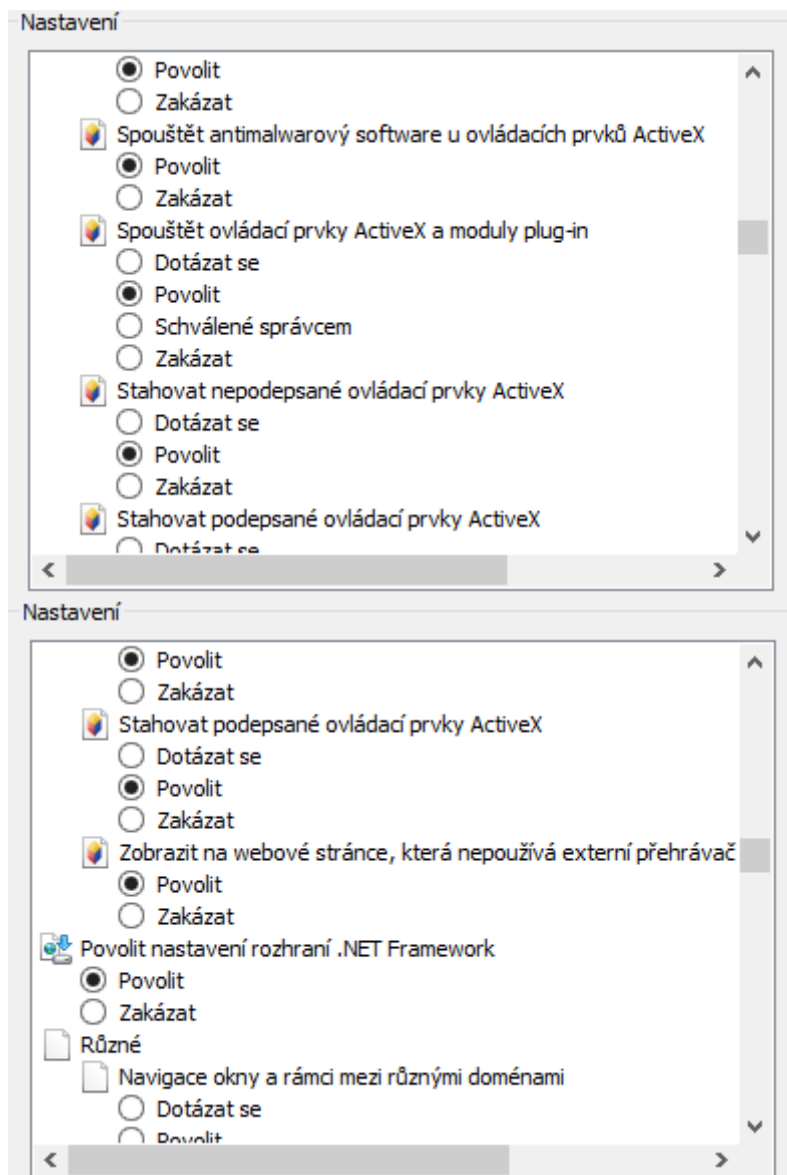 Nastavení
Povolit
Zakázat
Spouštět antimalwarový software u ovládacích prvků ActiveX
Povolit
Zakázat
Spouštět ovládací prvky ActiveX a moduly plug-in
Dotázat se
Povolit
Schválené správcem
Zakázat
Stahovat nepodepsané ovládací prvky ActiveX
Dotázat se
Povolit
Zakázat
Stahovat podepsané ovládací prvky ActiveX
Dotázat se
Nastavení
Povolit
Zakázat
Stahovat podepsané ovládací prvky ActiveX
Dotázat se
Povolit
Zakázat
Zobrazit na webové stránce, která nepoužívá externí přehrávač
Povolit
Zakázat
Povolit nastavení rozhraní .NET Framework
Povolit
Zakázat
Různé
Navigace okny a rámci mezi různými doménami
Dotázat se
Povolit